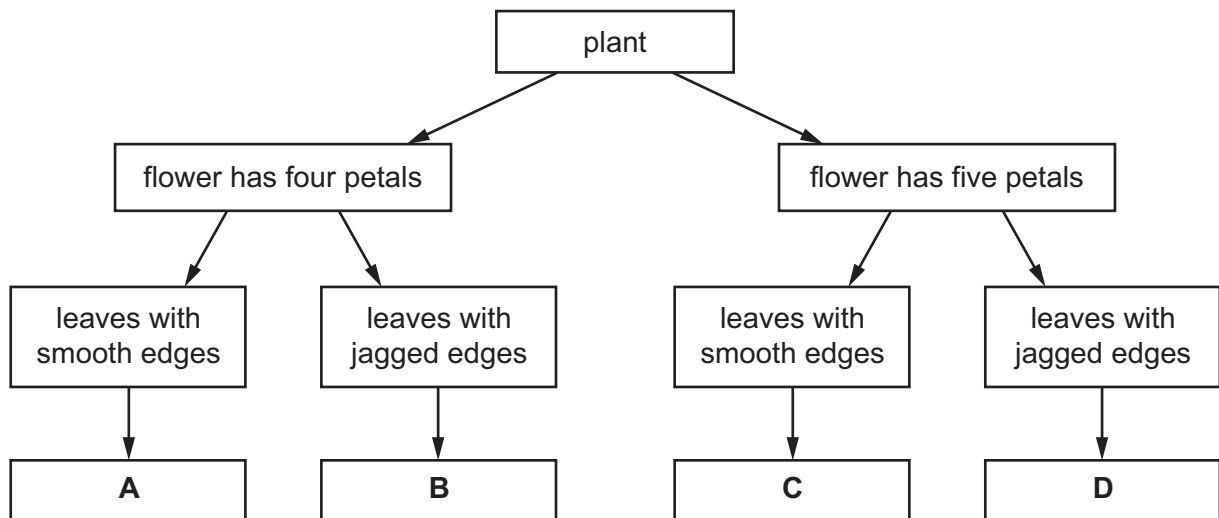 plant
flower has four petals
flower has five petals
leaves with
smooth edges
leaves with
jagged edges
leaves with
smooth edges
leaves with
jagged edges
A
B
C
D